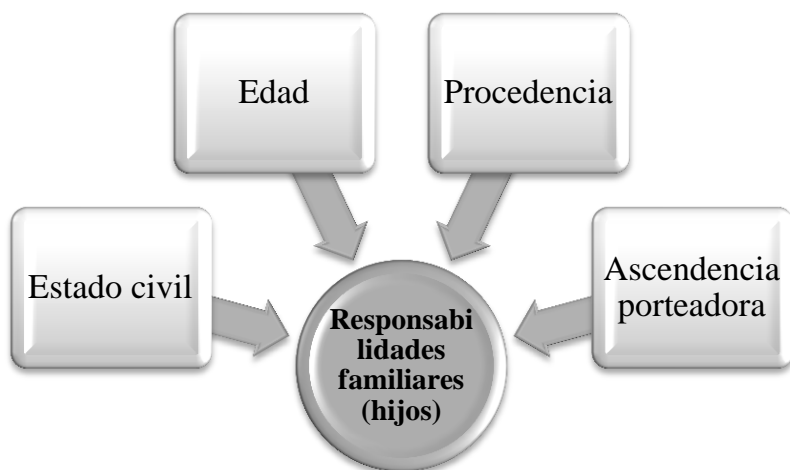 Edad
Procedencia
Estado civil
Ascendencia
porteadora
Responsabi
lidades
familiares
(hijos)